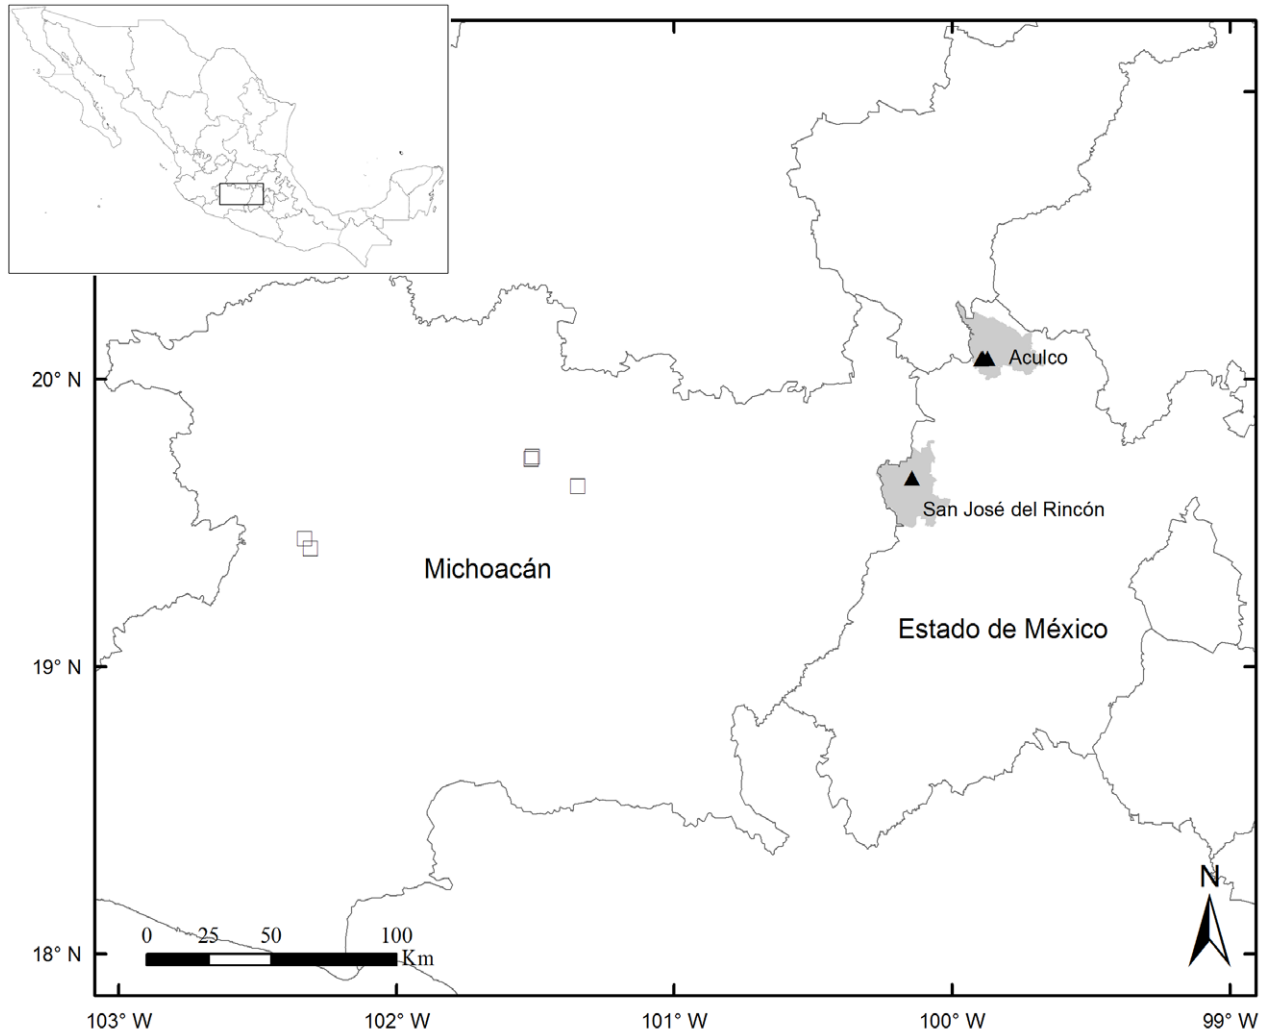 Aculco
20° N
San José del Rincón
Michoacán
Estado de México
19° N
N
0 25 50 100
Km
18° N
103° W 102° W 101° W 100° W 99° W